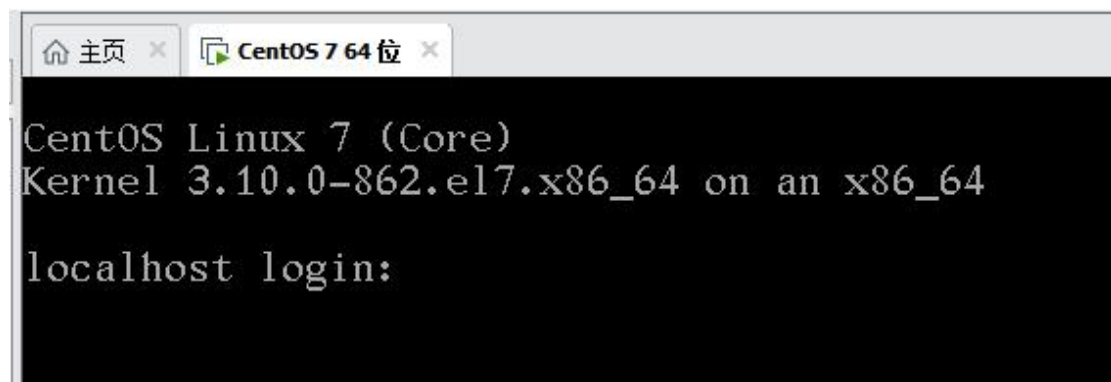 主页 CentOS 7 64 位
CentOS Linux 7 (Core)
Kernel 3.10.0-862.el7.x86_64 on an x86_64
localhost login: